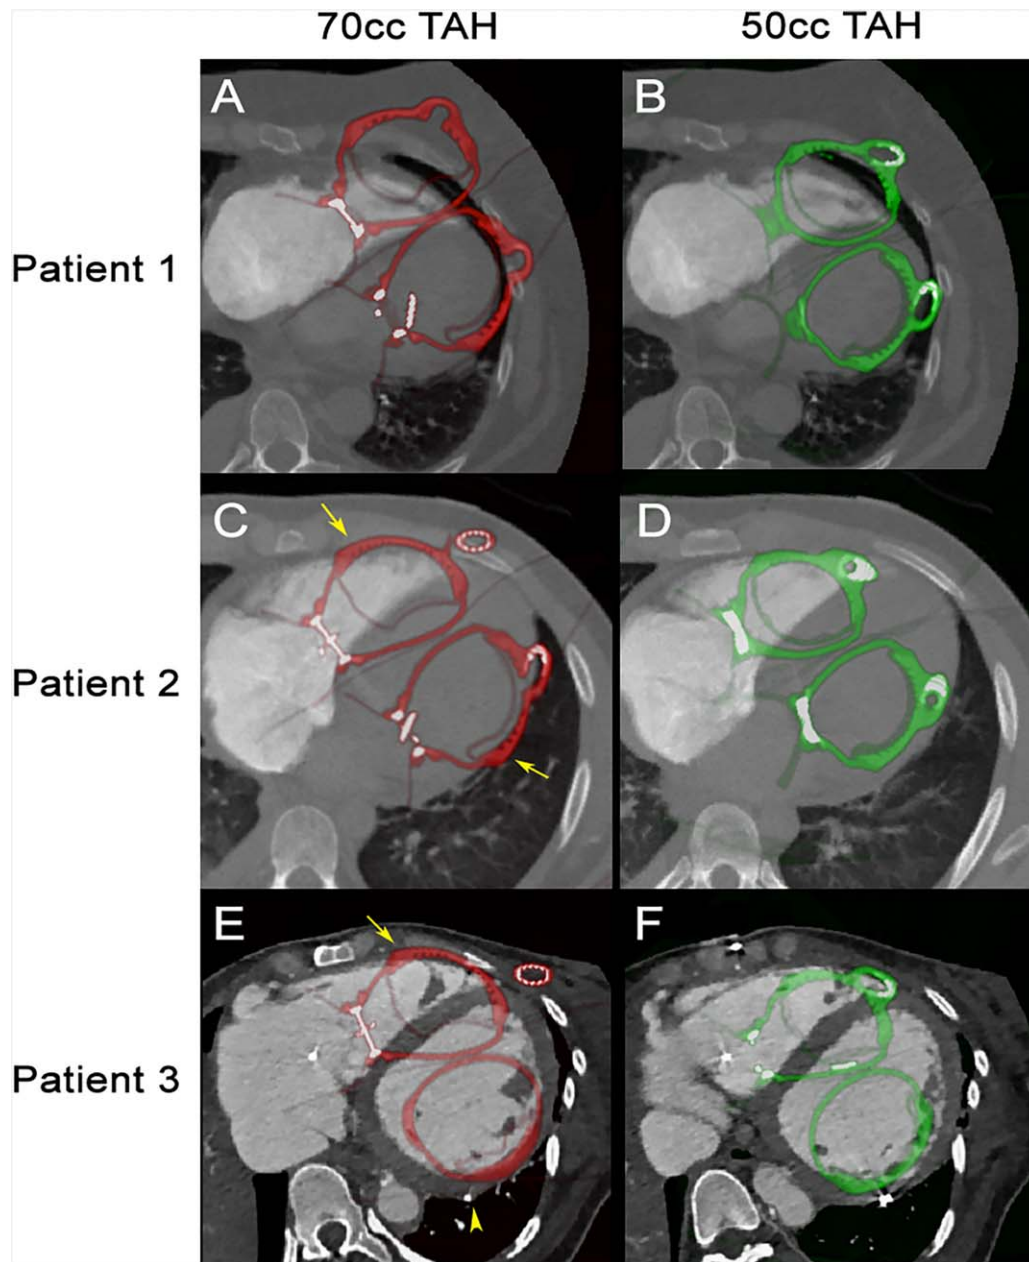 70cc TAH 50cc TAH
A B
Patient 1
C D
Patient 2
E F
Patient 3